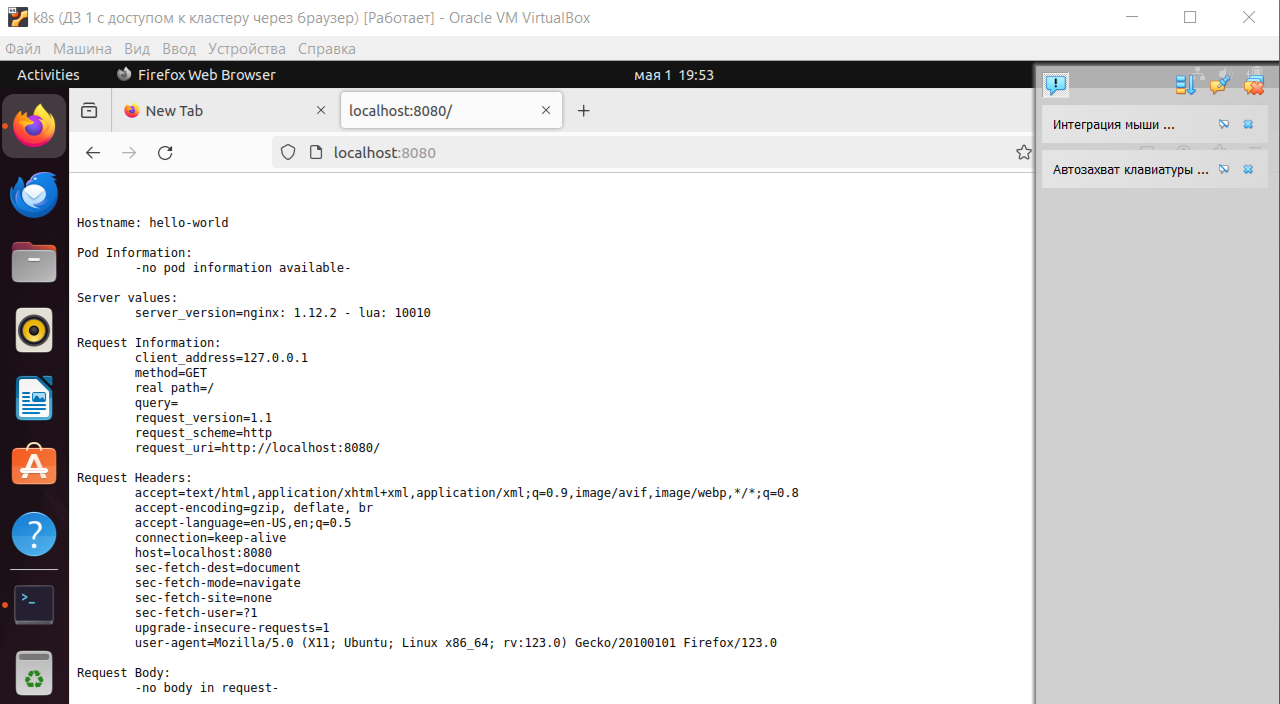 k8s (ДЗ 1 с доступом к кластеру через браузер) [Работает] - Oracle VM VirtualBox
Файл Машина Вид Ввод Устройства Справка
Activities Firefox Web Browser мая 1 19:53
New Tab localhost:8080/
localhost:8080
Интеграция мыши ...
Автозахват клавиатуры ...
Hostname: hello-world
Pod Information:
-no pod information available-
Server values:
server_version=nginx: 1.12.2 - lua: 10010
Request Information:
client_address=127.0.0.1
method=GET
real path=/
query=
request_version=1.1
request_scheme=http
request_uri=http://localhost:8080/
Request Headers:
accept=text/html,application/xhtml+xml,application/xml;q=0.9,image/avif,image/webp,*/*;q=0.8
accept-encoding=gzip, deflate, br
accept-language=en-US,en;q=0.5
connection=keep-alive
host=localhost:8080
sec-fetch-dest=document
sec-fetch-mode=navigate
sec-fetch-site=none
sec-fetch-user=?1
upgrade-insecure-requests=1
user-agent=Mozilla/5.0 (X11; Ubuntu; Linux x86_64; rv:123.0) Gecko/20100101 Firefox/123.0
Request Body:
-no body in request-